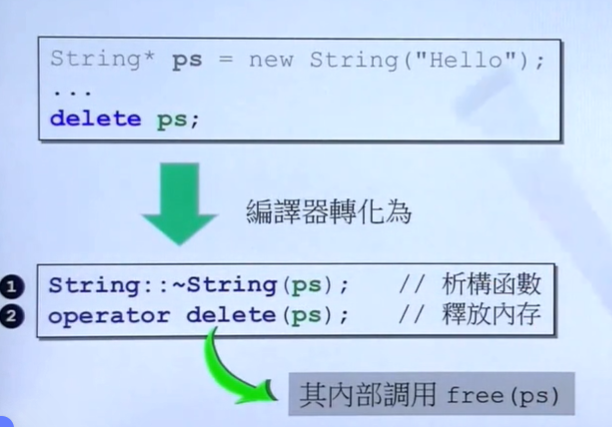 String* ps = new String("Hello");
...
delete ps;
編譯器轉化為
1 String::~String(ps); // 析構函數
2 operator delete(ps); // 釋放內存
其內部調用 free(ps)